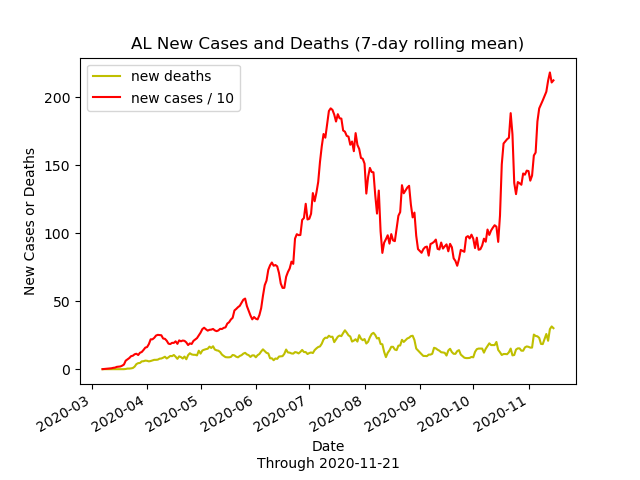 AL New Cases and Deaths (7-day rolling mean)
new deaths
new cases / 10
New Cases or Deaths
200
150
100
50
0
2020-03
2020-04
2020-05
2020-06
2020-07
2020-08
2020-09
2020-10
2020-11
Date
Through 2020-11-21